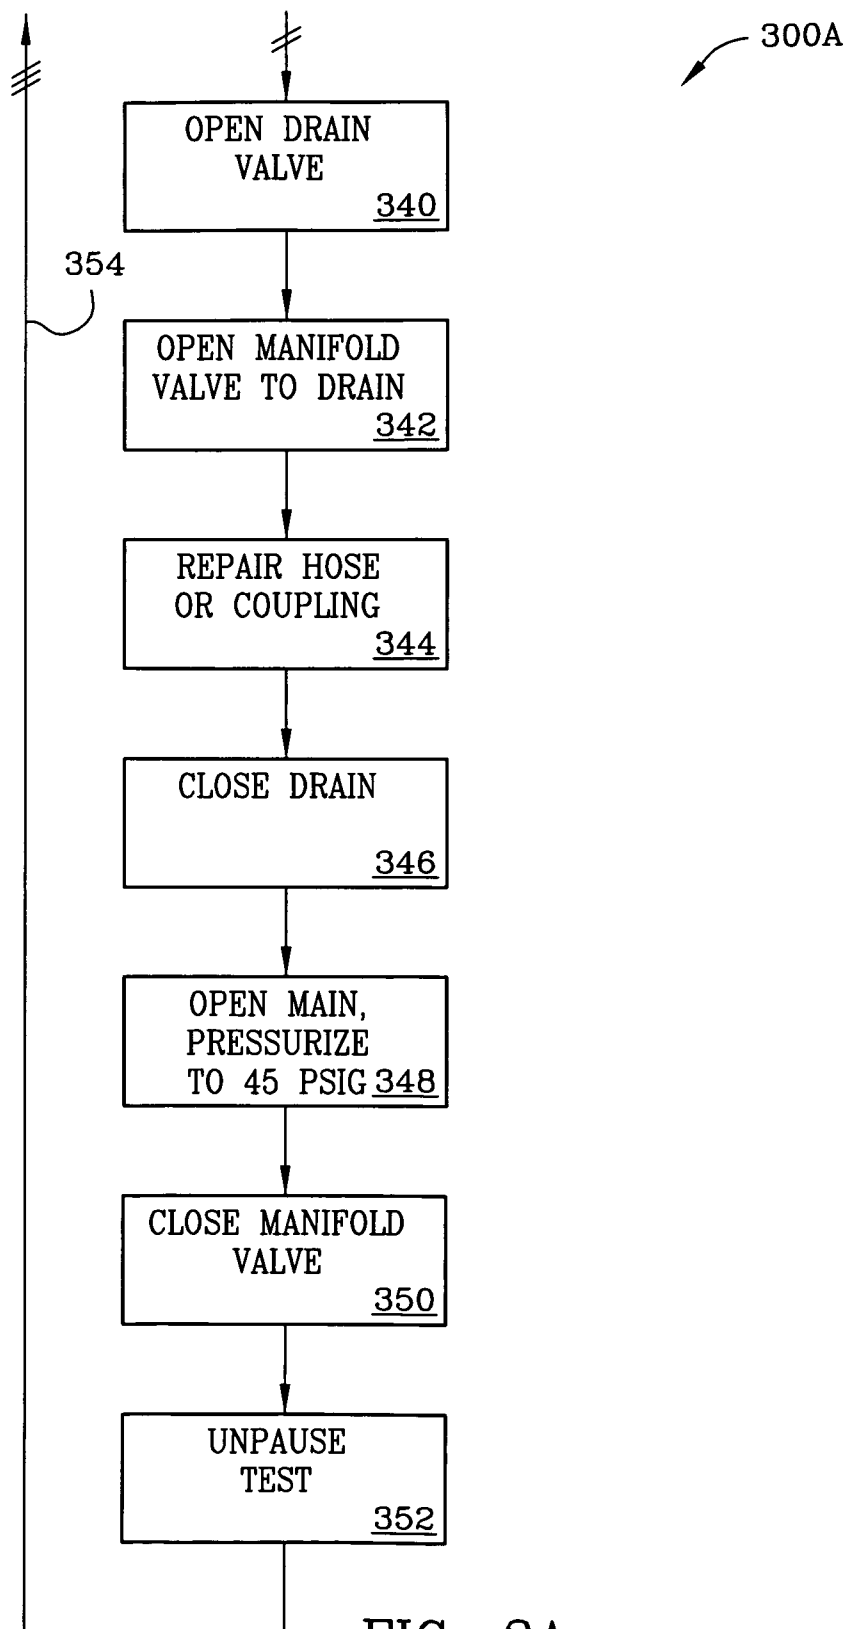 300A
OPEN DRAIN
VALVE
340
354
OPEN MANIFOLD
VALVE TO DRAIN
342
REPAIR HOSE
OR COUPLING
344
CLOSE DRAIN
346
OPEN MAIN,
PRESSURIZE
TO 45 PSIG 348
CLOSE MANIFOLD
VALVE
350
UNPAUSE
TEST
352
FIG.